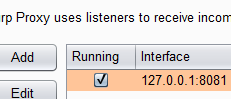 rp Proxy uses listeners to receive incom
Add
Running Interface
127.0.0.1:8081
Edit